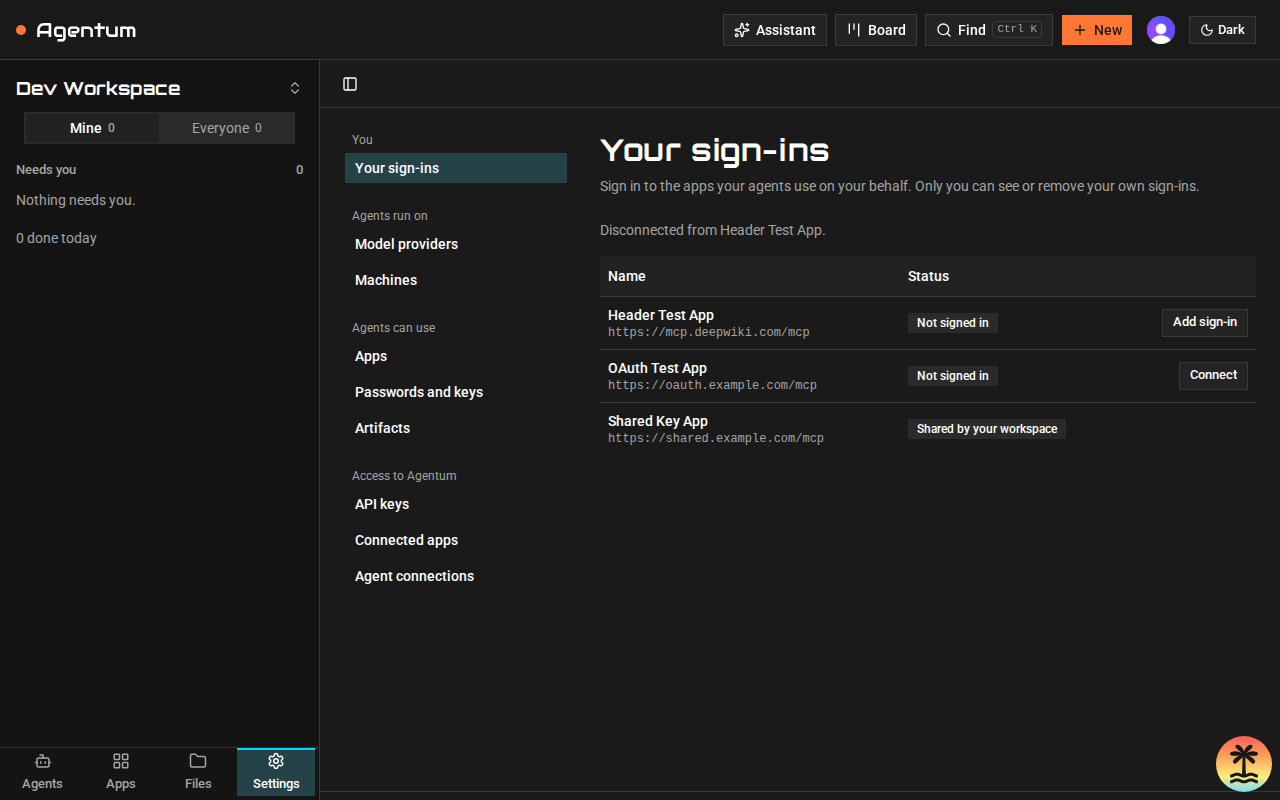 Agentum
Assistant
Board
Find Ctrl K
New
Dark
Dev Workspace
Mine 0
Everyone 0
Needs you 0
Nothing needs you.
0 done today
Agents
Apps
Files
Settings
You
Your sign-ins
Agents run on
Model providers
Machines
Agents can use
Apps
Passwords and keys
Artifacts
Access to Agentum
API keys
Connected apps
Agent connections
Your sign-ins
Sign in to the apps your agents use on your behalf. Only you can see or remove your own sign-ins.
Disconnected from Header Test App.
Name Status
Header Test App
https://mcp.deepwiki.com/mcp
Not signed in
Add sign-in
OAuth Test App
https://oauth.example.com/mcp
Not signed in
Connect
Shared Key App
https://shared.example.com/mcp
Shared by your workspace